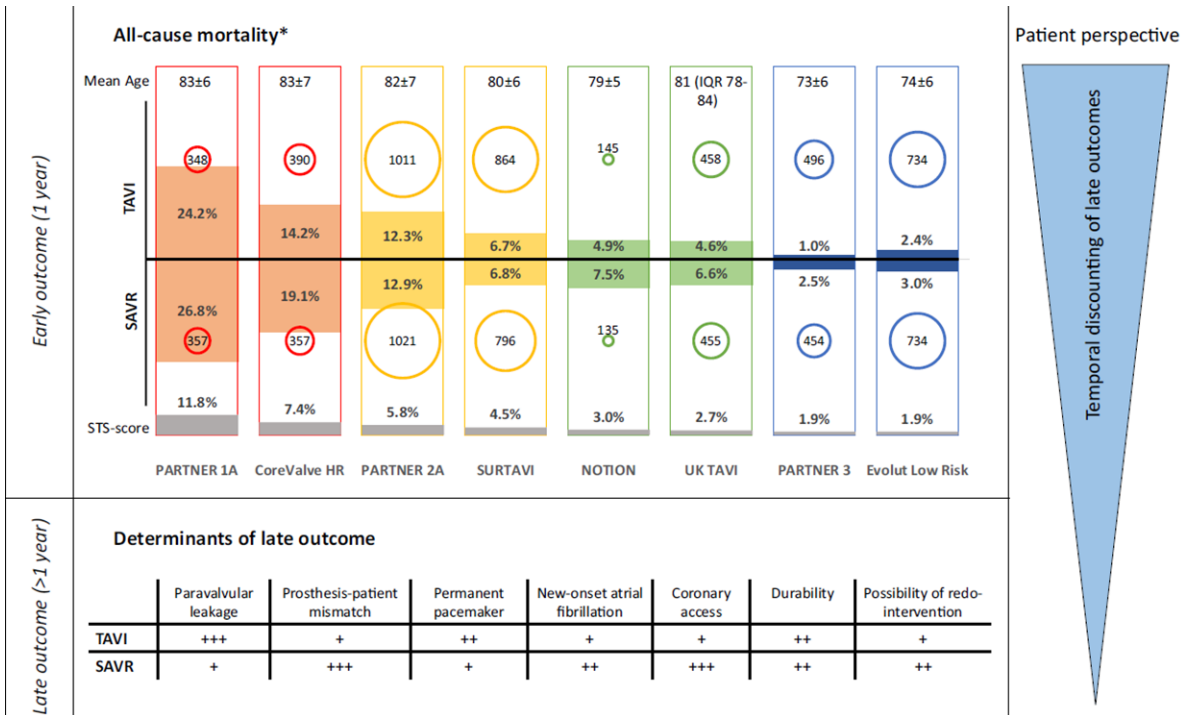 All-cause mortality*
Patient perspective
Mean Age 83±6 83±7 82±7 80±6 79±5 81 (IQR 78-
84) 73±6 74±6
Early outcome (1 year)
TAVI
348 390 1011 864 145 458 496 734
24.2% 14.2% 12.3% 6.7% 4.9% 4.6% 1.0% 2.4%
SAVR
26.8% 19.1% 12.9% 6.8% 7.5% 6.6% 2.5% 3.0%
357 357 1021 796 135 455 454 734
STS-score 11.8% 7.4% 5.8% 4.5% 3.0% 2.7% 1.9% 1.9%
PARTNER 1A CoreValve HR PARTNER 2A SURTAVI NOTION UK TAVI PARTNER 3 Evolut Low Risk
Temporal discounting of late outcomes
Late outcome (>1 year)
Determinants of late outcome
Paravalvular Prosthesis-patient Permanent New-onset atrial Coronary Durability Possibility of redo-
leakage mismatch pacemaker fibrillation access intervention
TAVI +++ + ++ + + ++ +
SAVR + +++ + ++ +++ ++ ++